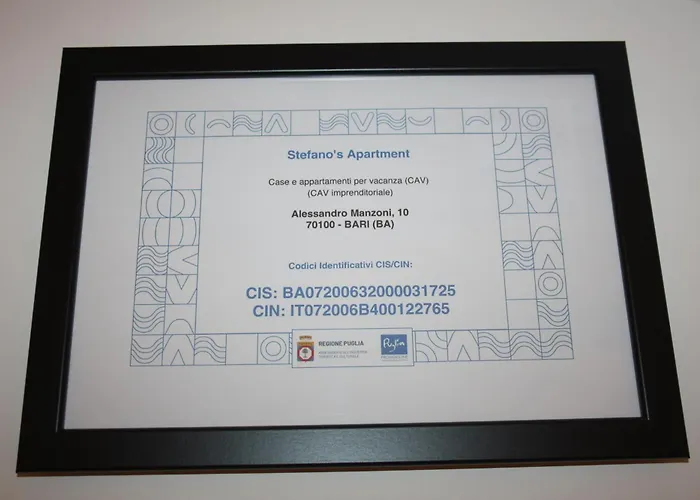 Stefano's Apartment
Case e appartamenti per vacanza (CAV)
(CAV imprenditoriale)
Alessandro Manzoni, 10
70100 - BARI (BA)
Codici Identificativi CIS/CIN:
CIS: BA07200632000031725
CIN: IT072006B400122765
REGIONE PUGLIA